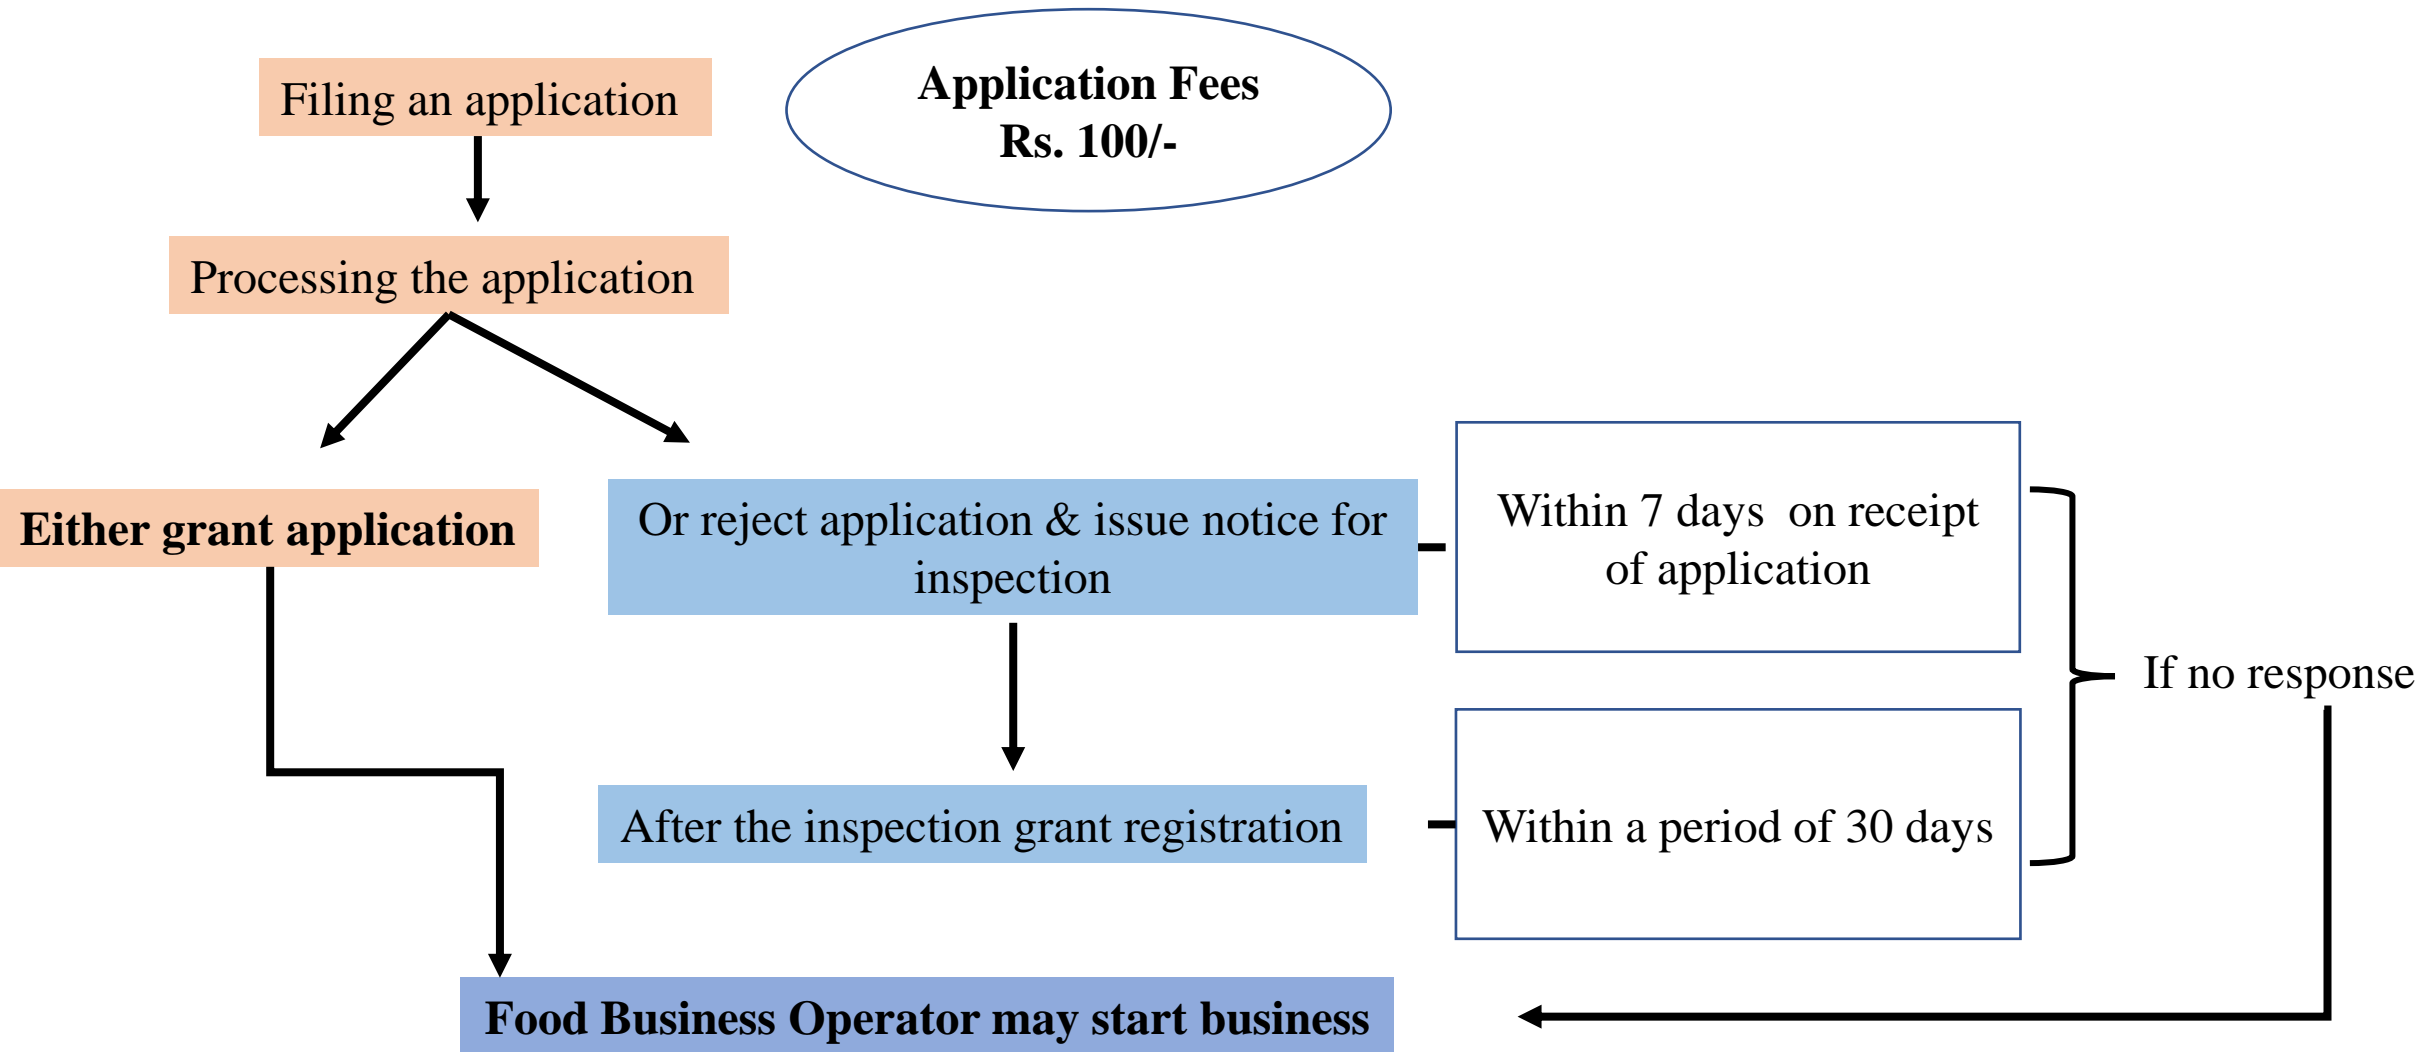 Filing an application
Application Fees
Rs. 100/-
Processing the application
Either grant application
Or reject application & issue notice for
inspection
Within 7 days  on receipt
of application
If no response
After the inspection grant registration
Within a period of 30 days
Food Business Operator may start business